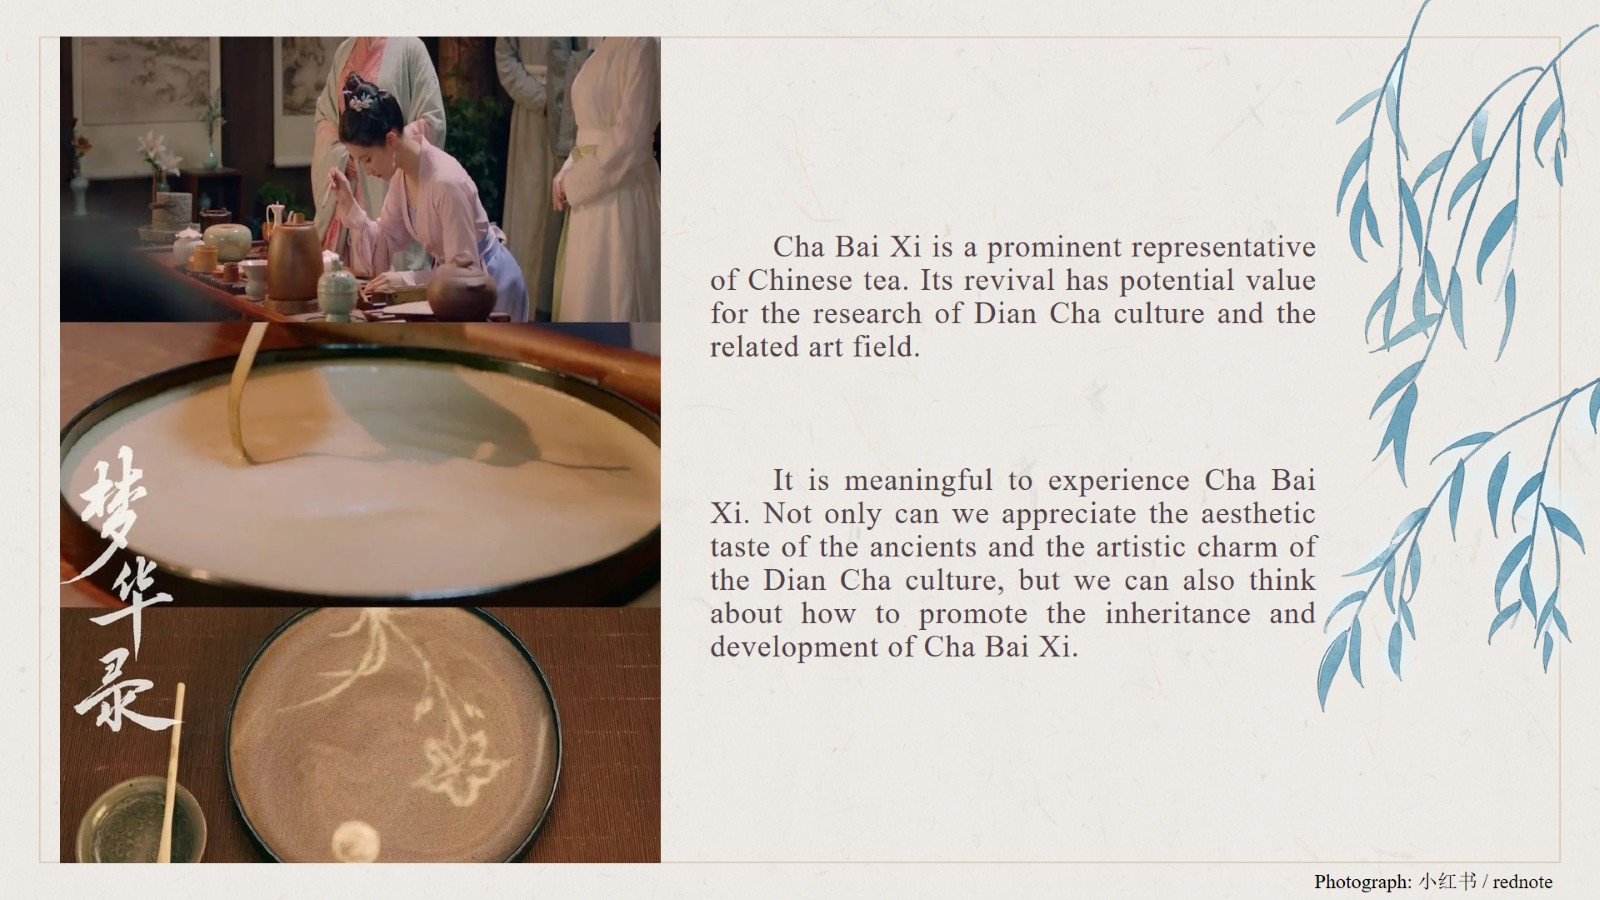 梦华录
Cha Bai Xi is a prominent representative
of Chinese tea. Its revival has potential value
for the research of Dian Cha culture and the
related art field.
It is meaningful to experience Cha Bai
Xi. Not only can we appreciate the aesthetic
taste of the ancients and the artistic charm of
the Dian Cha culture, but we can also think
about how to promote the inheritance and
development of Cha Bai Xi.
Photograph: 小红书 / rednote